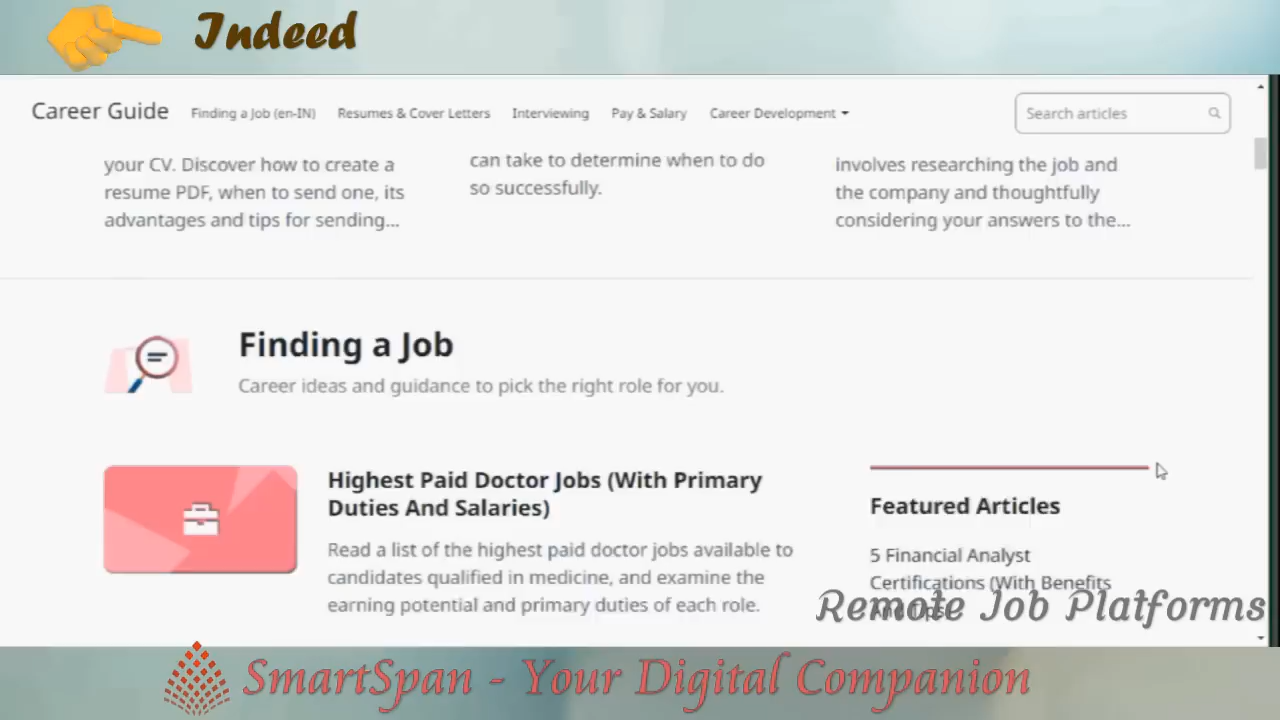 Indeed
Career Guide
Finding a Job (en-IN)
Resumes & Cover Letters
Interviewing
Pay & Salary
Career Development
Search articles
your CV. Discover how to create a
resume PDF, when to send one, its
advantages and tips for sending...
can take to determine when to do
so successfully.
involves researching the job and
the company and thoughtfully
considering your answers to the...
Finding a Job
Career ideas and guidance to pick the right role for you.
Highest Paid Doctor Jobs (With Primary
Duties And Salaries)
Read a list of the highest paid doctor jobs available to
candidates qualified in medicine, and examine the
earning potential and primary duties of each role.
Featured Articles
5 Financial Analyst
Certifications (With Benefits
Remote Job Platforms
SmartSpan - Your Digital Companion